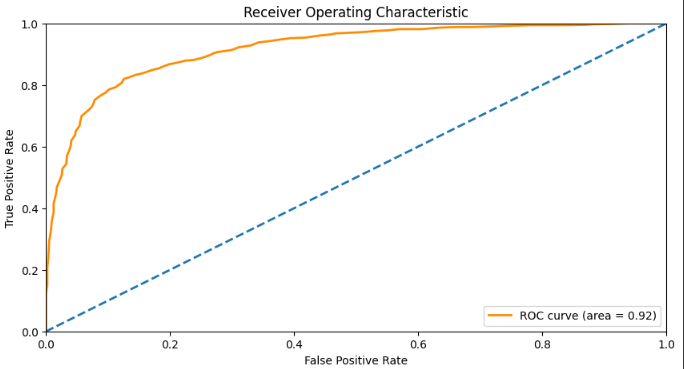 Receiver Operating Characteristic
True Positive Rate
1.0
0.8
0.6
0.4
0.2
0.0
ROC curve (area = 0.92)
0.0 0.2 0.4 0.6 0.8 1.0
False Positive Rate